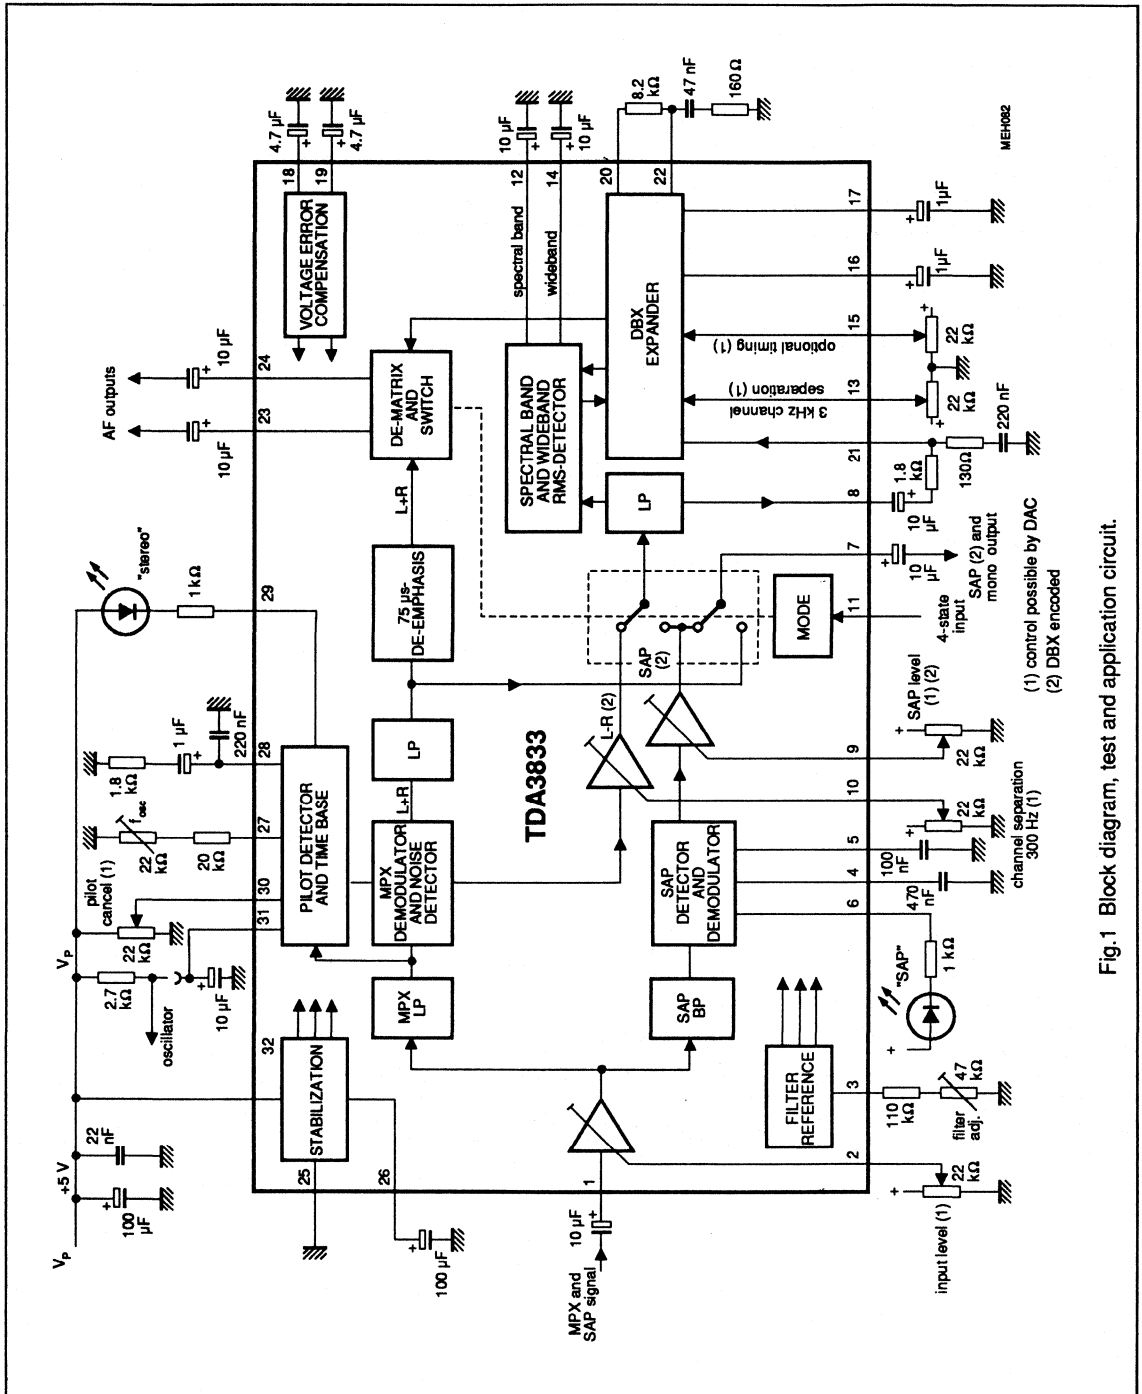 VP
+5 V
100 µF
22 nF
2.7 kΩ
oscillator
10 µF
VP
22 kΩ
pilot cancel (1)
22 kΩ
fosc
20 kΩ
1.8 kΩ
1 µF
220 nF
1 kΩ
"stereo"
10 µF
AF outputs
10 µF
4.7 µF
4.7 µF
25
26
32
31
30
27
28
29
23
24
18
19
100 µF
STABILIZATION
PILOT DETECTOR
AND TIME BASE
VOLTAGE ERROR
COMPENSATION
MPX
LP
MPX
DEMODULATOR
AND NOISE
DETECTOR
L+R
LP
75 µs-
DE-EMPHASIS
L+R
DE-MATRIX
AND
SWITCH
12
14
10 µF
10 µF
spectral band
wideband
TDA3833
SPECTRAL BAND
AND WIDEBAND
RMS-DETECTOR
MPX and
SAP signal
10 µF
1
L-R (2)
SAP
(2)
LP
DBX
EXPANDER
20
22
8.2 kΩ
47 nF
160 Ω
SAP
BP
SAP
DETECTOR
AND
DEMODULATOR
MODE
3 kHz channel
separation (1)
optional timing (1)
FILTER
REFERENCE
2
3
6
4
5
10
9
11
7
8
21
13
15
16
17
input level (1)
22 kΩ
110 kΩ
filter adj.
47 kΩ
"SAP"
1 kΩ
470 nF
100 nF
22 kΩ
channel separation
300 Hz (1)
22 kΩ
SAP level
(1) (2)
4-state
input
10 µF
SAP (2) and
mono output
10 µF
1.8 kΩ
130Ω
220 nF
22 kΩ
22 kΩ
1µF
1µF
(1) control possible by DAC
(2) DBX encoded
MEH082
Fig.1 Block diagram, test and application circuit.